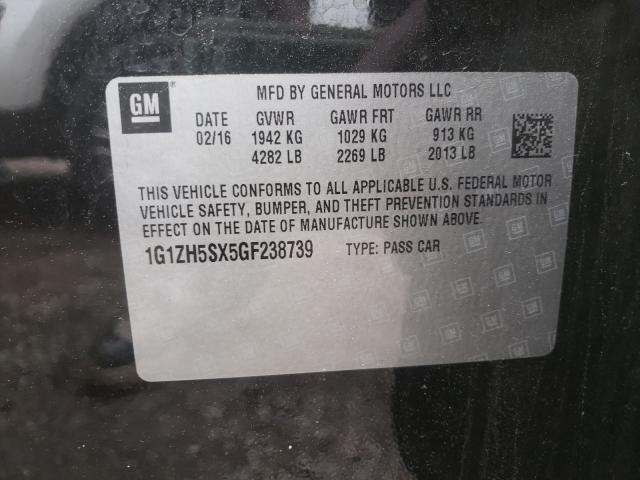 GM
MFD BY GENERAL MOTORS LLC
DATE GVWR GAWR FRT GAWR RR
02/16 1942 KG 1029 KG 913 KG
4282 LB 2269 LB 2013 LB
THIS VEHICLE CONFORMS TO ALL APPLICABLE U.S. FEDERAL MOTOR
VEHICLE SAFETY, BUMPER, AND THEFT PREVENTION STANDARDS IN
EFFECT ON THE DATE OF MANUFACTURE SHOWN ABOVE.
1G1ZH5SX5GF238739 TYPE: PASS CAR